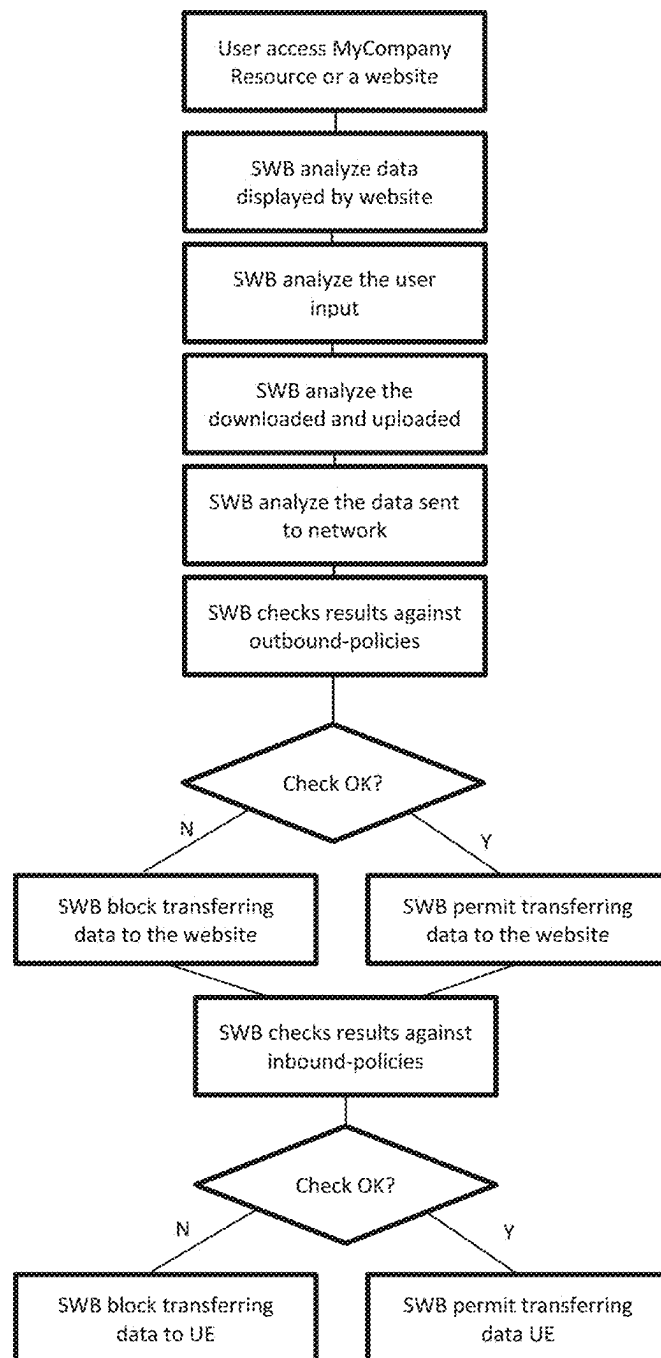 User access MyCompany
Resource or a website
SWB analyze data
displayed by website
SWB analyze the user
input
SWB analyze the
downloaded and uploaded
SWB analyze the data sent
to network
SWB checks results against
outbound-policies
Check OK?
N
Y
SWB block transferring
data to the website
SWB permit transferring
data to the website
SWB checks results against
inbound-policies
Check OK?
N
Y
SWB block transferring
data to UE
SWB permit transferring
data UE